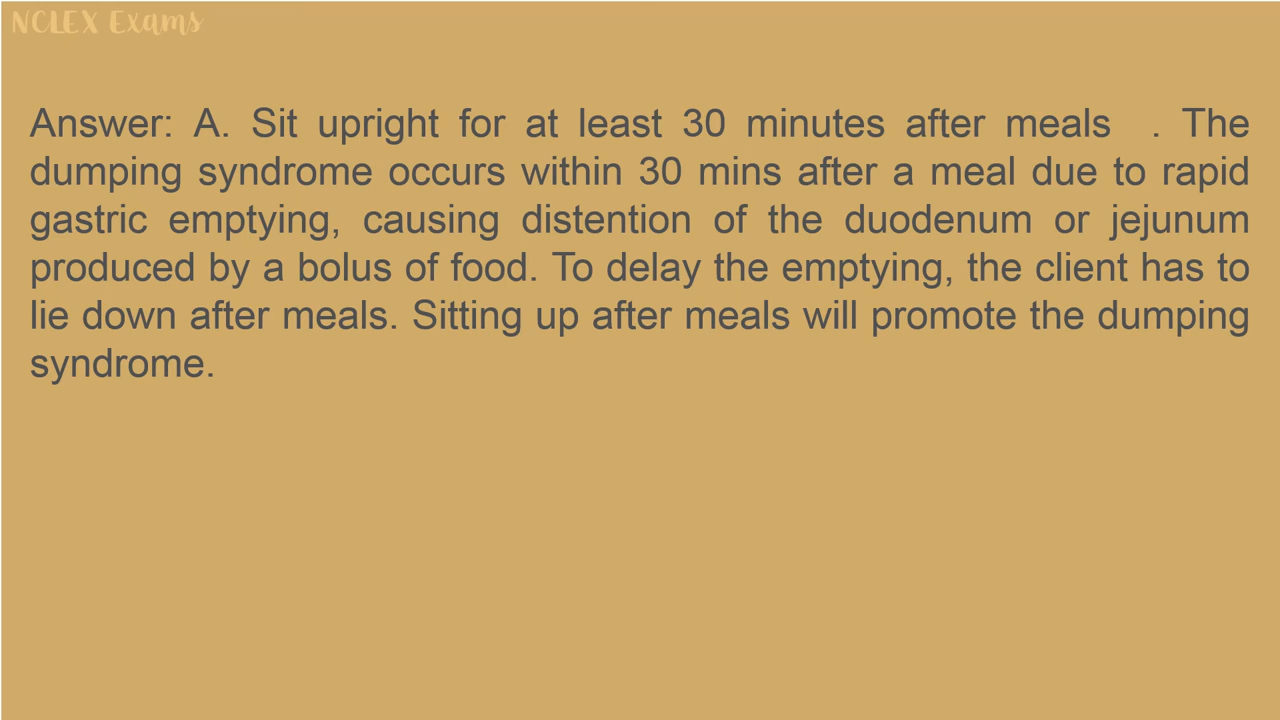 NCLEX Exams
Answer: A. Sit upright for at least 30 minutes after meals . The
dumping syndrome occurs within 30 mins after a meal due to rapid
gastric emptying, causing distention of the duodenum or jejunum
produced by a bolus of food. To delay the emptying, the client has to
lie down after meals. Sitting up after meals will promote the dumping
syndrome.